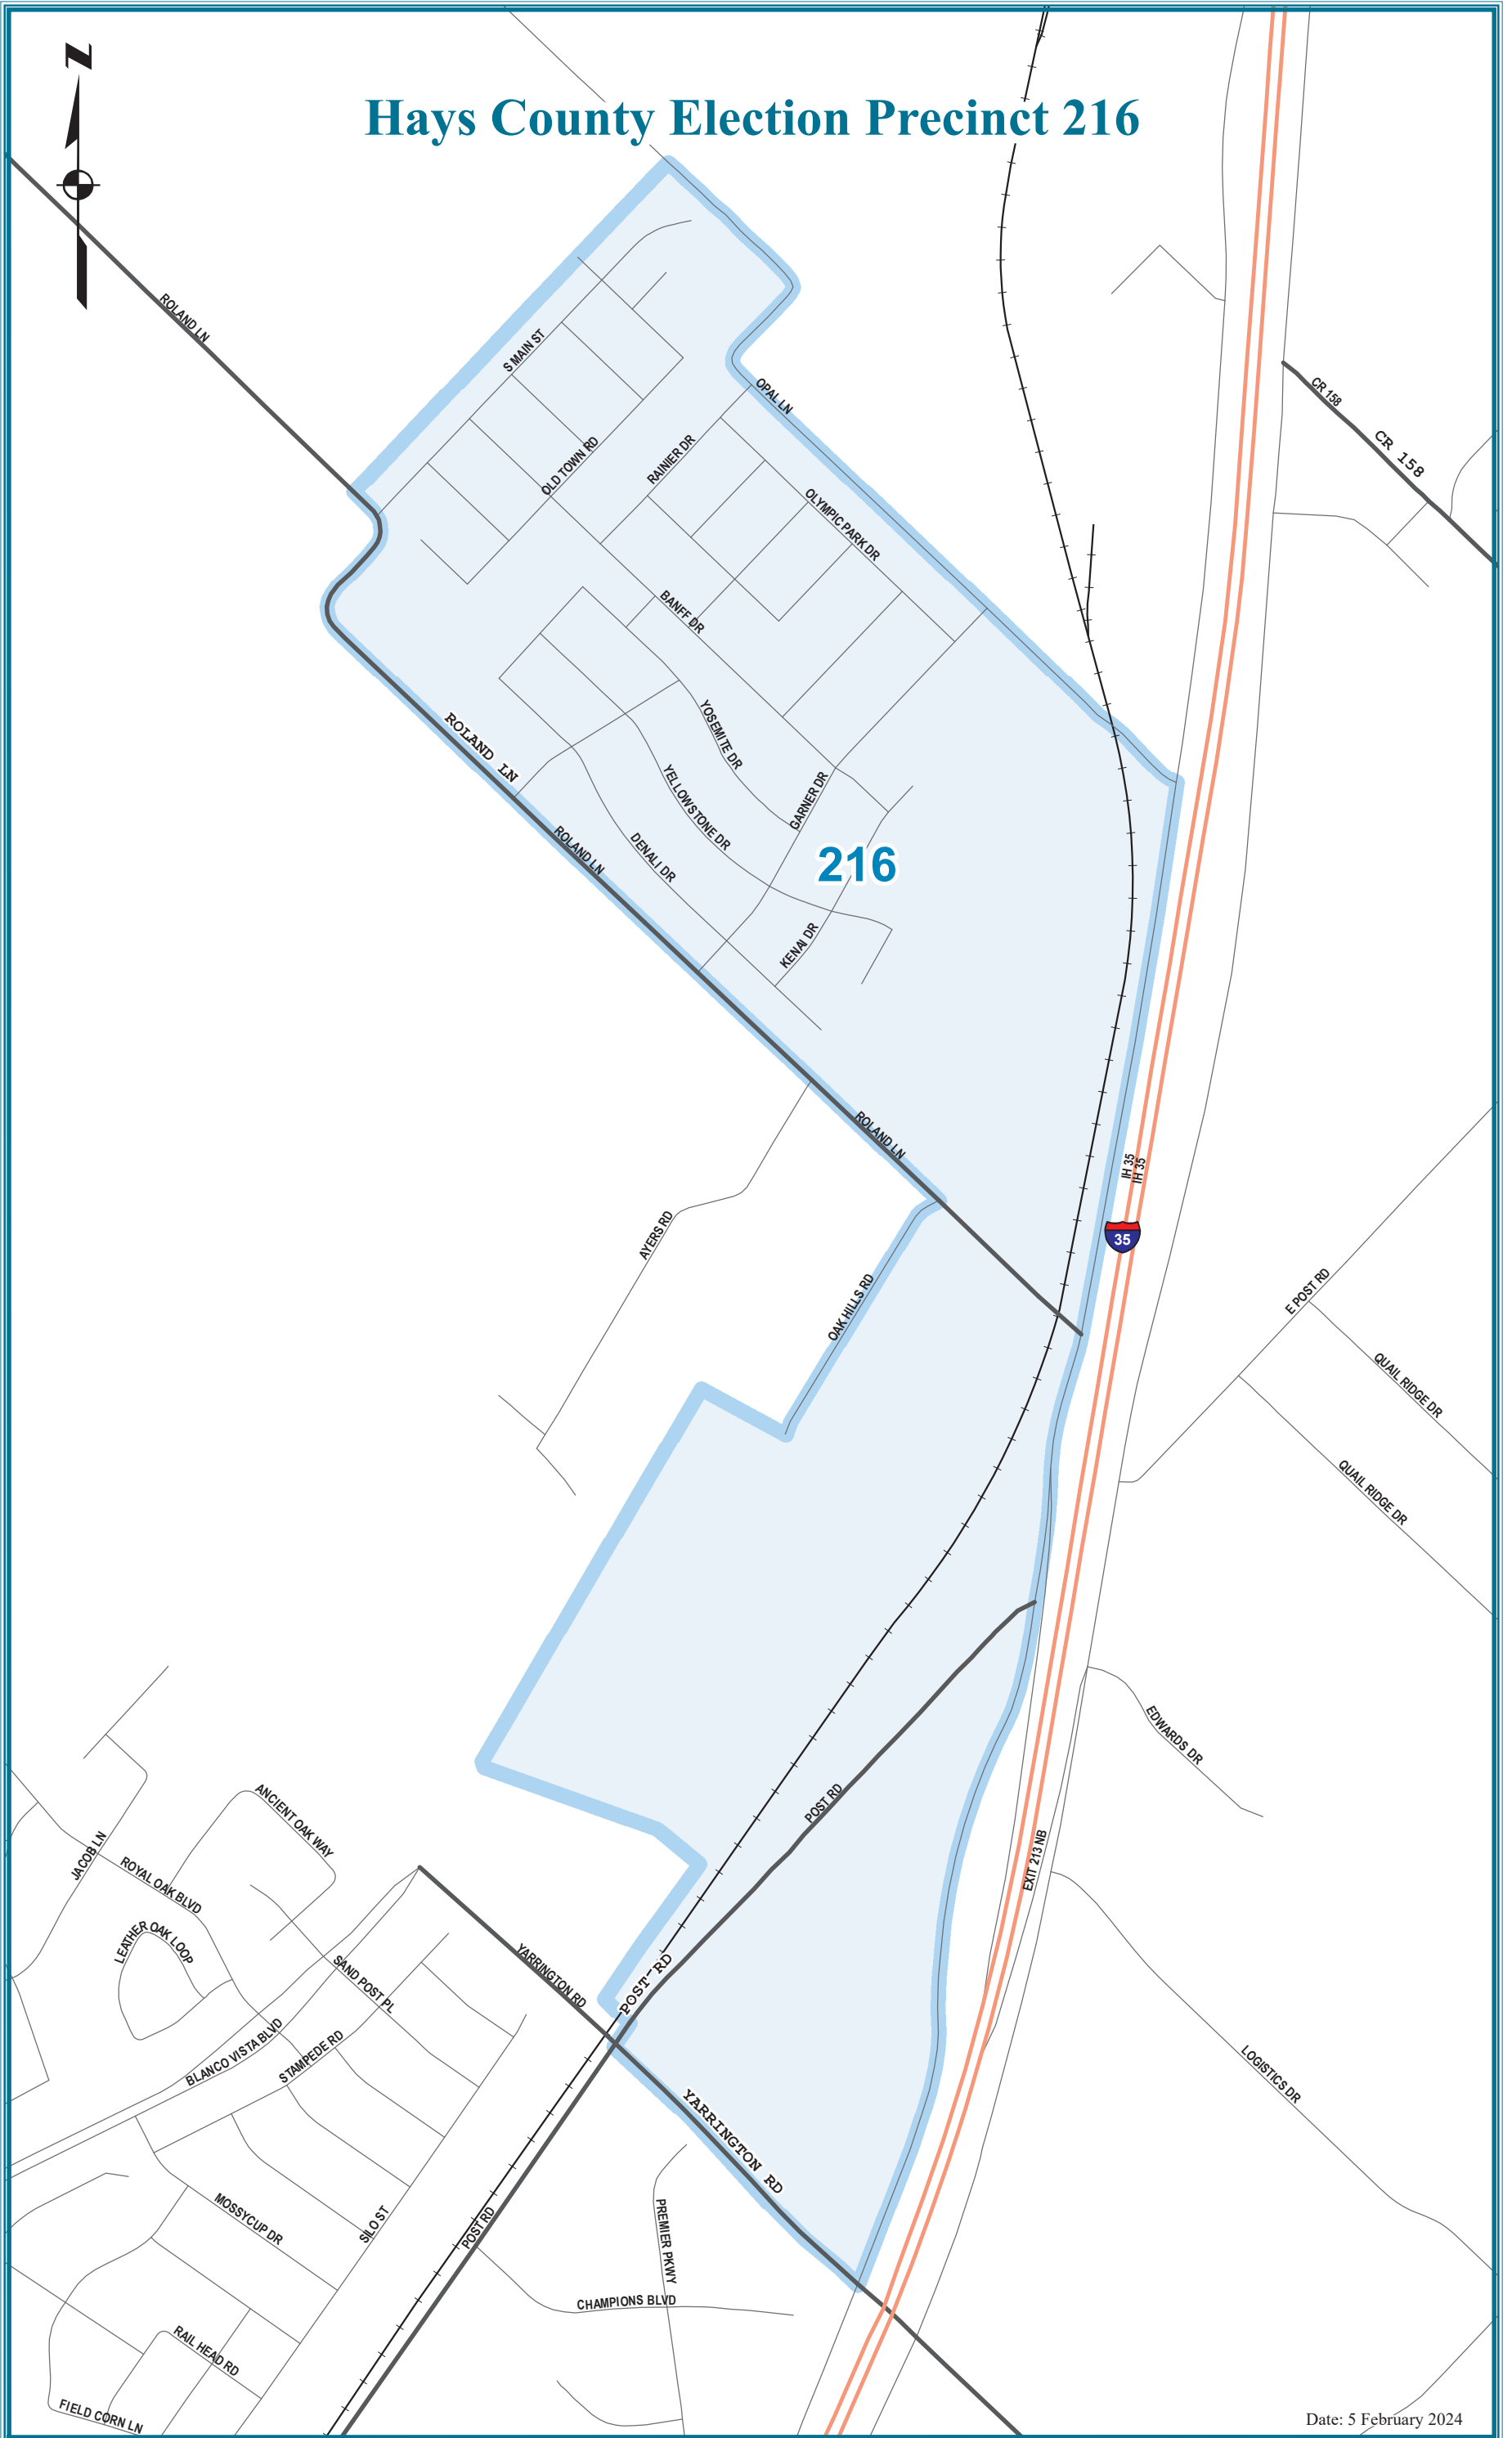 N
Hays County Election Precinct 216
ROLAND LN
S MAIN ST
CR 158
OPAL LN
CR 158
OLD TOWN RD
RAINIER DR
OLYMPIC PARK DR
BANFF DR
ROLAND LN
YOSEMITE DR
YELLOWSTONE DR
GARNER DR
ROLAND LN
DENALI DR
216
KENAI DR
ROLAND LN
IH 35
IH 35
AYERS RD
35
OAK HILLS RD
E POST RD
QUAIL RIDGE DR
QUAIL RIDGE DR
EDWARDS DR
POST RD
ANCIENT OAK WAY
JACOB LN
EXIT 213 NB
ROYAL OAK BLVD
LEATHER OAK LOOP
YARRINGTON RD
SAND POST PL
POST RD
BLANCO VISTA BLVD
STAMPEDE RD
LOGISTICS DR
YARRINGTON RD
MOSSYCUP DR
SILO ST
POST RD
PREMIER PKWY
CHAMPIONS BLVD
RAIL HEAD RD
FIELD CORN LN
Date: 5 February 2024